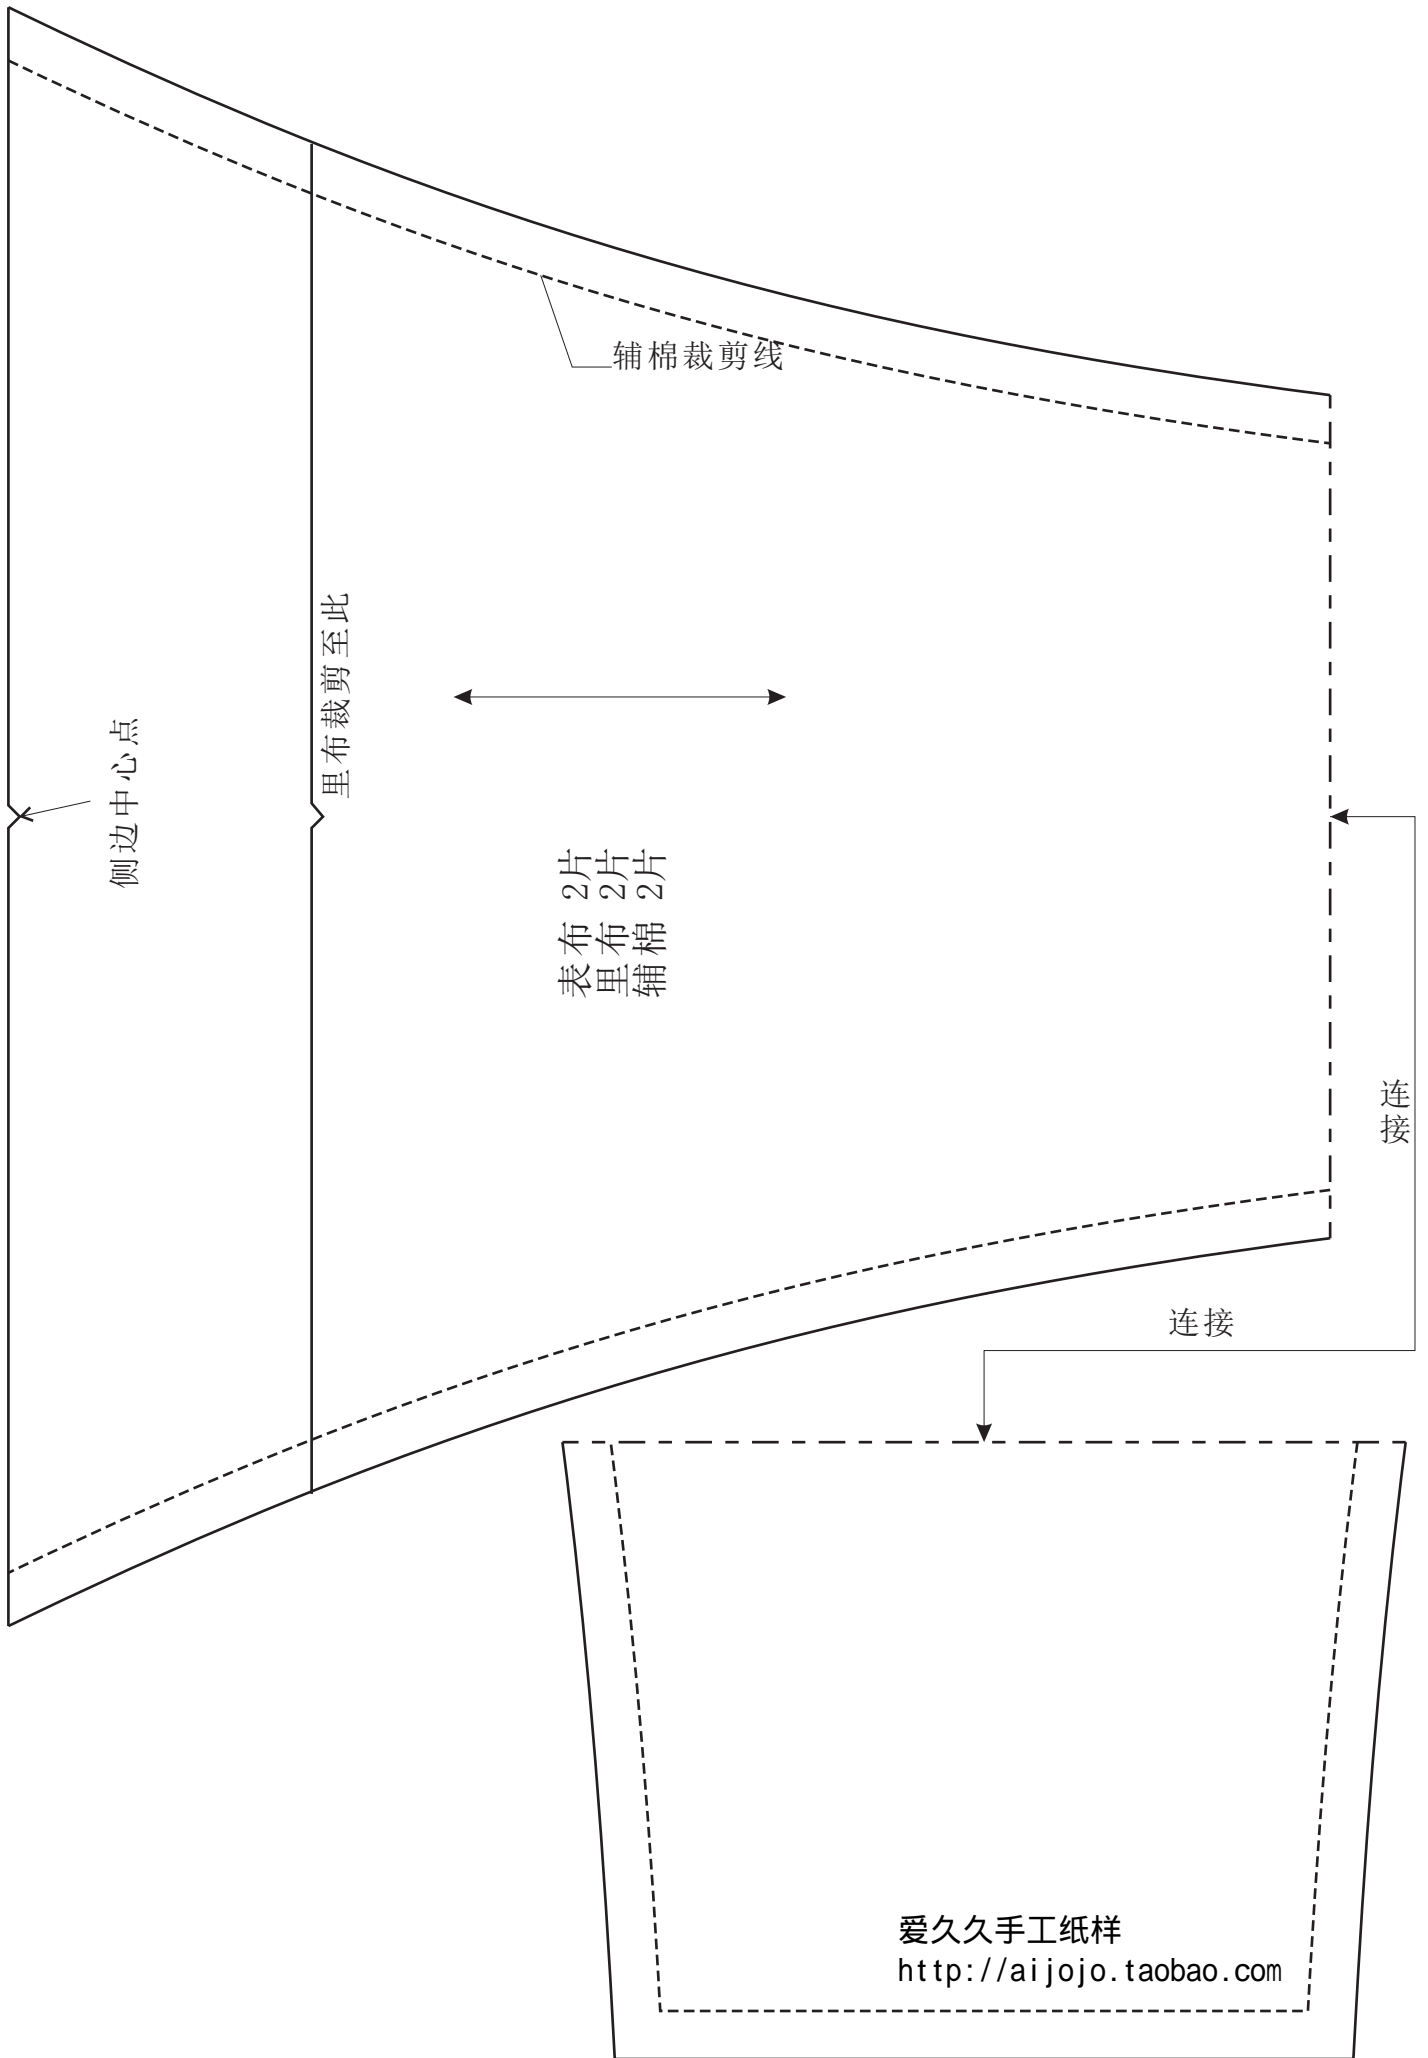 辅棉裁剪线
里布裁剪至此
侧边中心点
表布 2片
里布 2片
辅棉 2片
连接
连接
爱久久手工纸样
http://aijojo.taobao.com